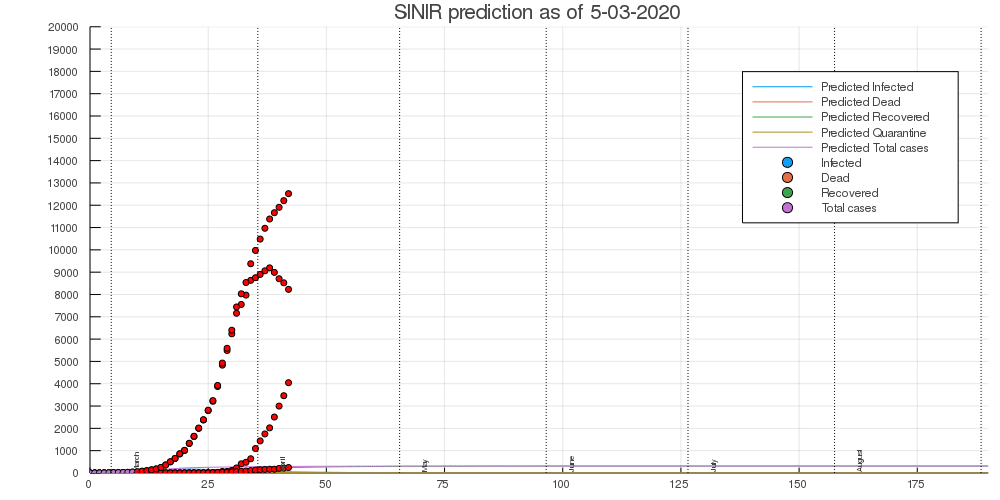 SINIR prediction as of 5-03-2020
20000
19000
18000
17000
16000
15000
14000
13000
12000
11000
10000
9000
8000
7000
6000
5000
4000
3000
2000
1000
0
Predicted Infected
Predicted Dead
Predicted Recovered
Predicted Quarantine
Predicted Total cases
Infected
Dead
Recovered
Total cases
May
June
July
August
0 25 50 75 100 125 150 175